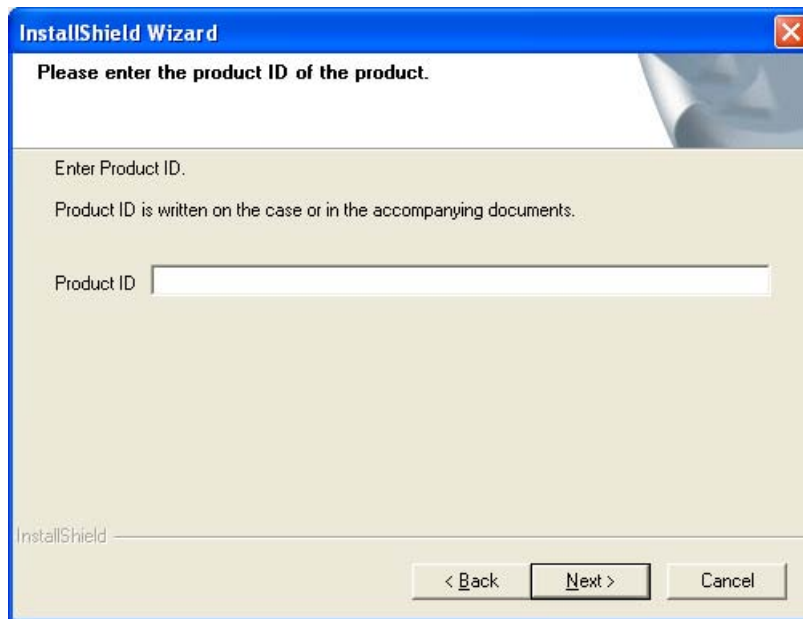 InstallShield Wizard
Please enter the product ID of the product.
Enter Product ID.
Product ID is written on the case or in the accompanying documents.
Product ID
InstallShield
< Back
Next >
Cancel